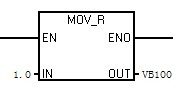 MOV_R
EN ENO
1.0 IN OUT VB100